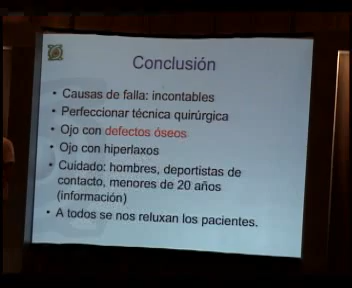 Conclusión
• Causas de falla: incontables
• Perfeccionar técnica quirúrgica
• Ojo con defectos óseos
• Ojo con hiperlaxos
• Cuidado: hombres, deportistas de
contacto, menores de 20 años
(información)
• A todos se nos reluxan los pacientes.